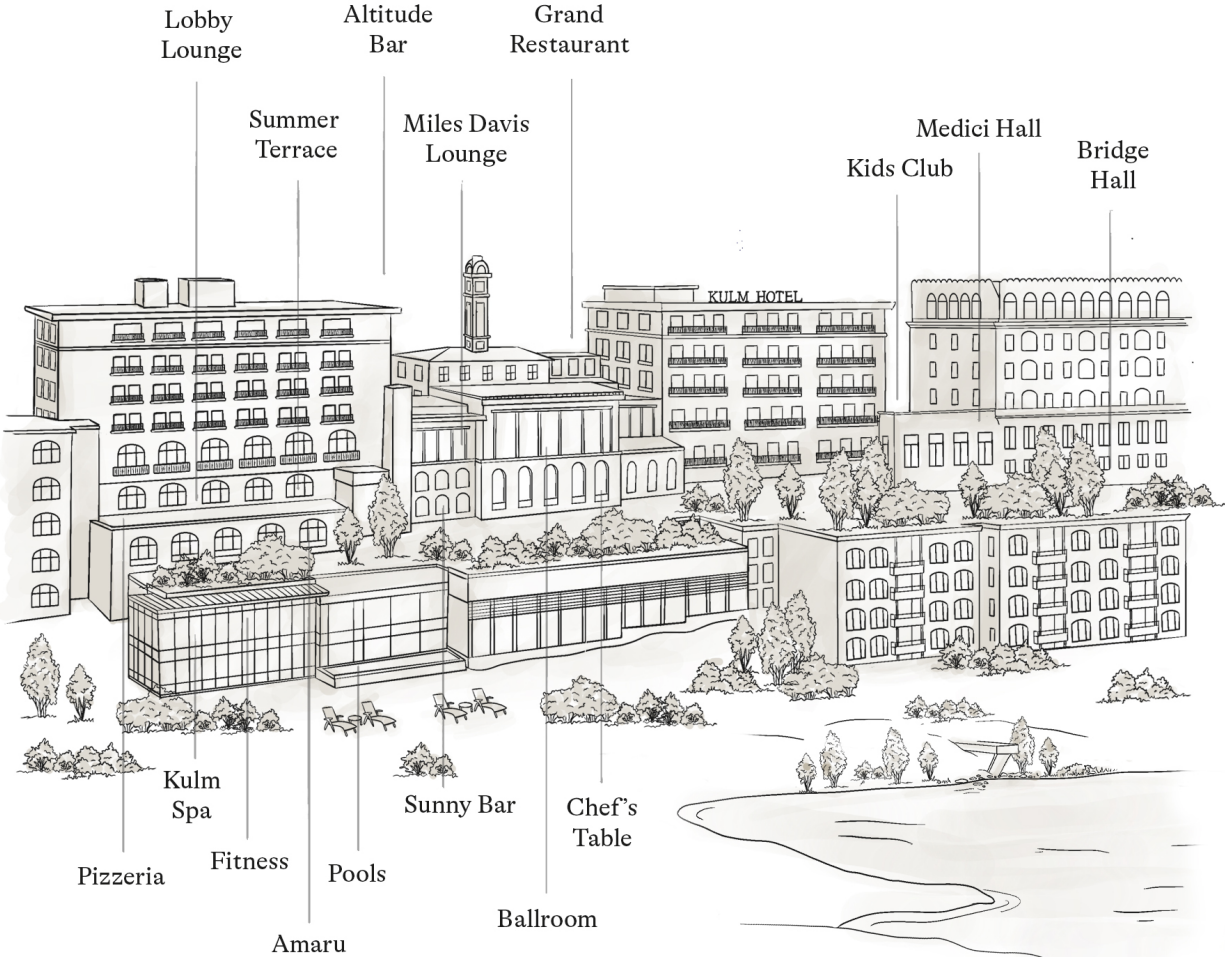 Lobby
Lounge
Altitude
Bar
Grand
Restaurant
Summer
Terrace
Miles Davis
Lounge
Medici Hall
Kids Club
Bridge
Hall
KULM HOTEL
Kulm
Spa
Sunny Bar
Chef’s
Table
Pizzeria
Fitness
Pools
Ballroom
Amaru